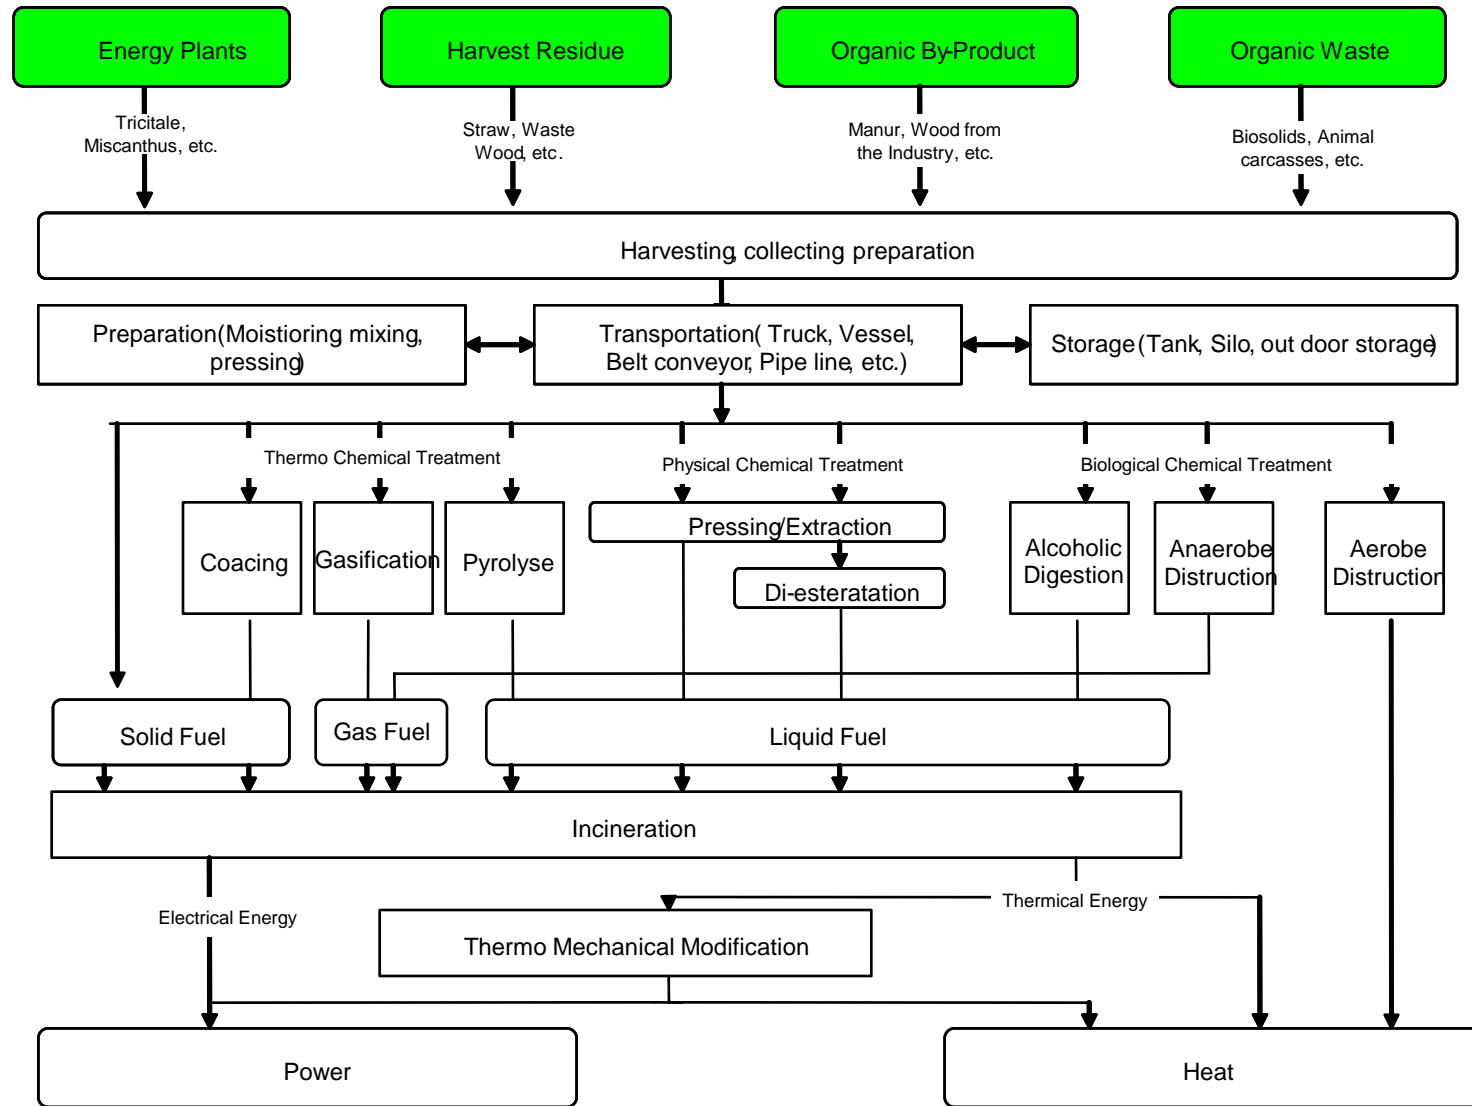 Energy Plants
Harvest Residue
Organic By-Product
Organic Waste
Tricitale,
Miscanthus, etc.
Straw, Waste
Wood, etc.
Manur, Wood from
the Industry, etc.
Biosolids, Animal
carcasses, etc.
Harvesting, collecting preparation
Preparation(Moistioring mixing,
pressing)
Transportation( Truck, Vessel,
Belt conveyor, Pipe line, etc.)
Storage(Tank, Silo, out door storage)
Thermo Chemical Treatment
Physical Chemical Treatment
Biological Chemical Treatment
Coacing
Gasification
Pyrolyse
Pressing/Extraction
Di-esteratation
Alcoholic
Digestion
Anaerobe
Distruction
Aerobe
Distruction
Solid Fuel
Gas Fuel
Liquid Fuel
Incineration
Electrical Energy
Thermical Energy
Thermo Mechanical Modification
Power
Heat